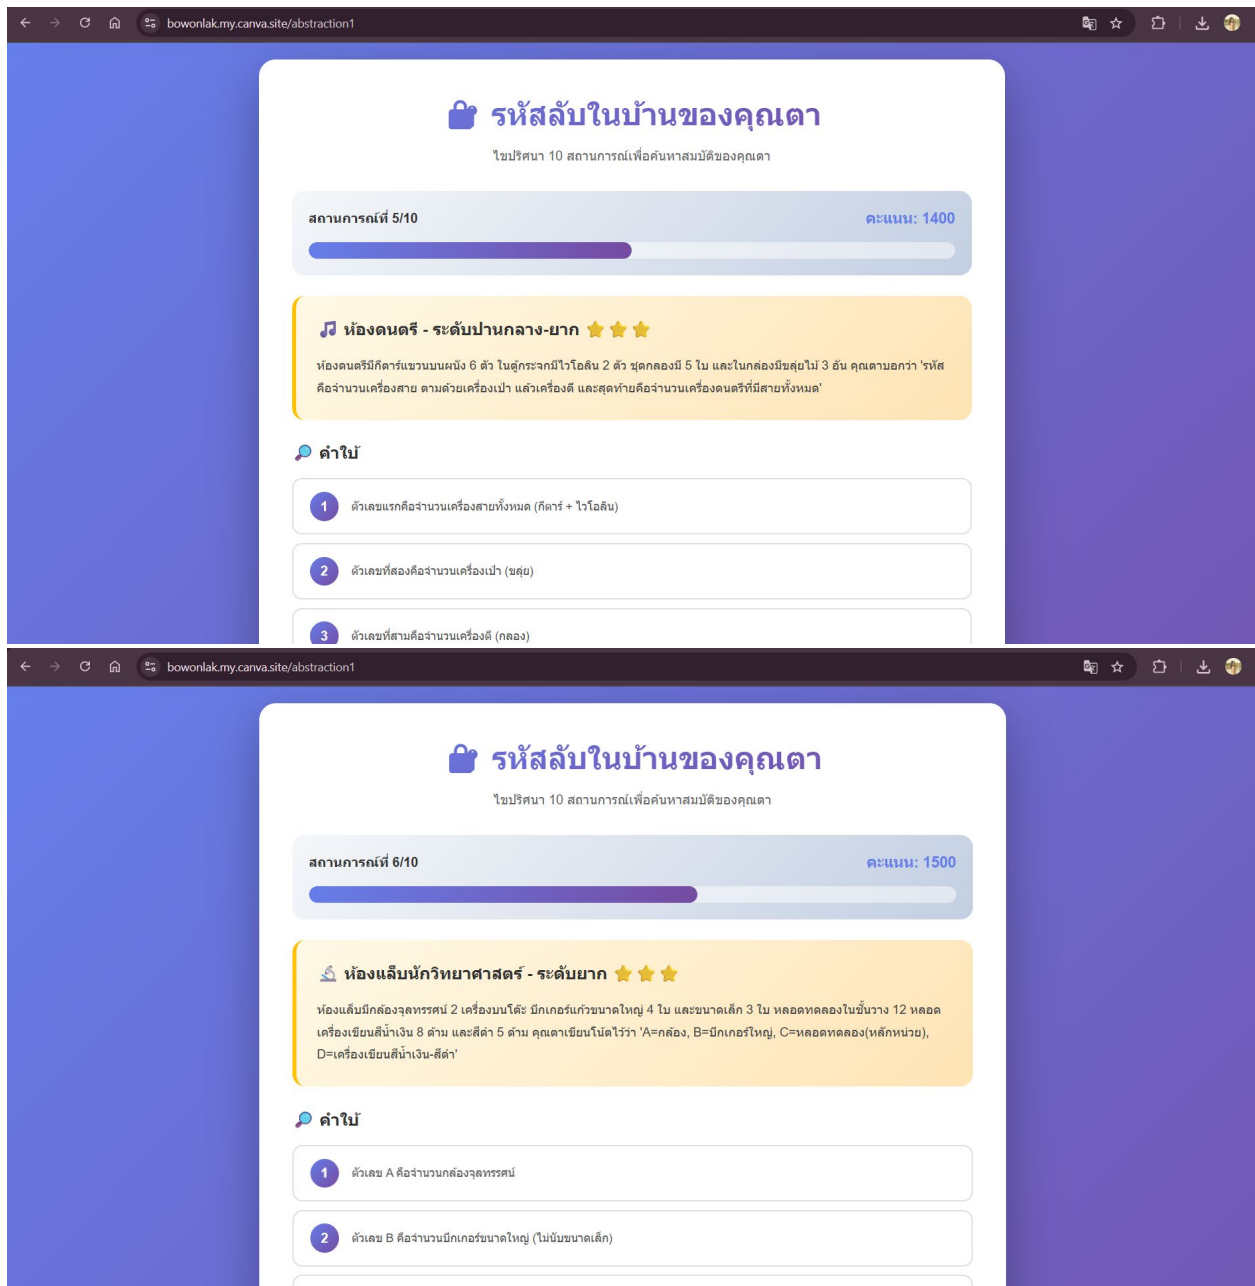 bowonlak.my.canva.site/abstraction1
รหัสลับในบ้านของคุณตา
ไขปริศนา 10 สถานการณ์เพื่อค้นหาสมบัติของคุณตา
สถานการณ์ที่ 5/10
คะแนน: 1400
ห้องดนตรี - ระดับปานกลาง-ยาก
ห้องดนตรีมีกีตาร์แขวนบนผนัง 6 ตัว ในตู้กระจกมีไวโอลิน 2 ตัว ชุดกลองมี 5 ใบ และในกล่องมีขลุ่ยไม้ 3 อัน คุณตาบอกว่า 'รหัส
คือจำนวนเครื่องสาย ตามด้วยเครื่องเป่า แล้วเครื่องตี และสุดท้ายคือจำนวนเครื่องดนตรีที่มีสายทั้งหมด'
คำใบ้
1 ตัวเลขแรกคือจำนวนเครื่องสายทั้งหมด (กีตาร์ + ไวโอลิน)
2 ตัวเลขที่สองคือจำนวนเครื่องเป่า (ขลุ่ย)
3 ตัวเลขที่สามคือจำนวนเครื่องตี (กลอง)
bowonlak.my.canva.site/abstraction1
รหัสลับในบ้านของคุณตา
ไขปริศนา 10 สถานการณ์เพื่อค้นหาสมบัติของคุณตา
สถานการณ์ที่ 6/10
คะแนน: 1500
ห้องแล็บนักวิทยาศาสตร์ - ระดับยาก
ห้องแล็บมีกล้องจุลทรรศน์ 2 เครื่องบนโต๊ะ บีกเกอร์แก้วขนาดใหญ่ 4 ใบ และขนาดเล็ก 3 ใบ หลอดทดลองในชั้นวาง 12 หลอด
เครื่องเขียนสีน้ำเงิน 8 ด้าม และสีดำ 5 ด้าม คุณตาเขียนโน้ตไว้ว่า 'A=กล้อง, B=บีกเกอร์ใหญ่, C=หลอดทดลอง(หลักหน่วย),
D=เครื่องเขียนสีน้ำเงิน-สีดำ'
คำใบ้
1 ตัวเลข A คือจำนวนกล้องจุลทรรศน์
2 ตัวเลข B คือจำนวนบีกเกอร์ขนาดใหญ่ (ไม่นับขนาดเล็ก)